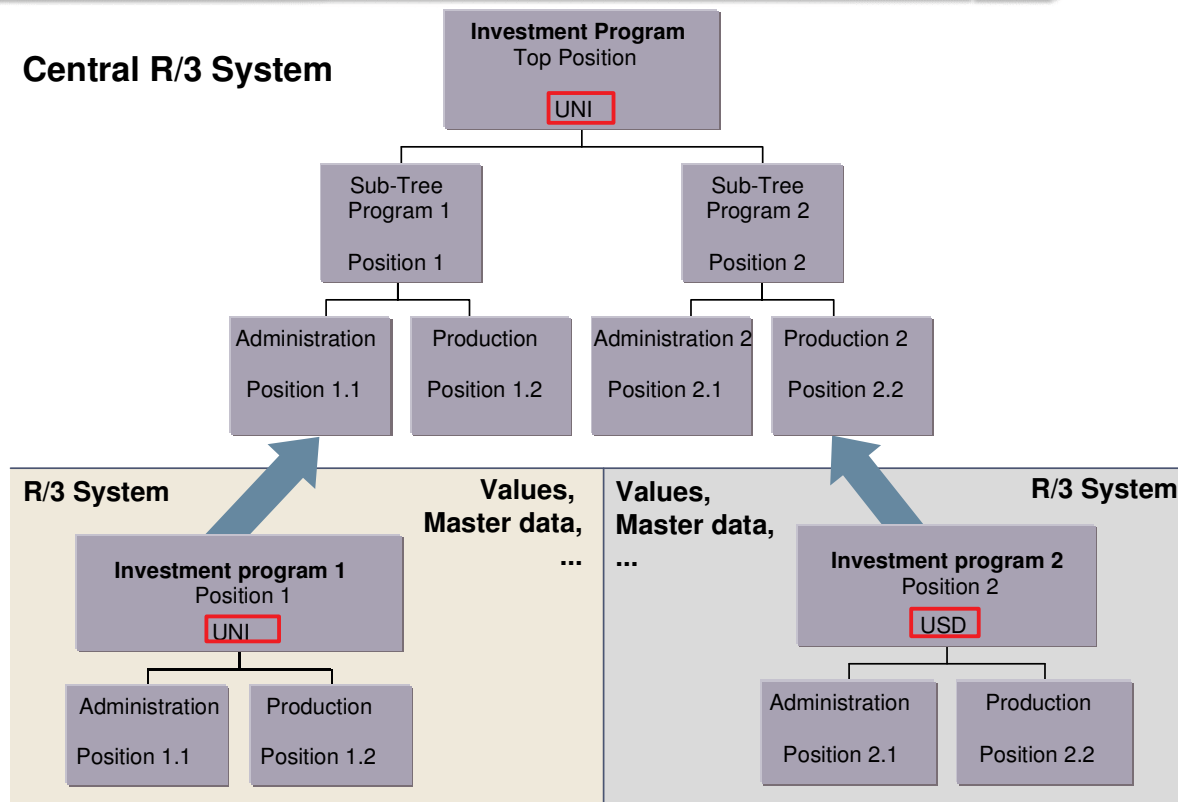 Central R/3 System
Investment Program
Top Position
UNI
Sub-Tree
Program 1
Position 1
Sub-Tree
Program 2
Position 2
Administration
Position 1.1
Production
Position 1.2
Administration 2
Position 2.1
Production 2
Position 2.2
R/3 System
Values,
Master data,
...
Investment program 1
Position 1
UNI
Administration
Position 1.1
Production
Position 1.2
Values,
Master data,
...
R/3 System
Investment program 2
Position 2
USD
Administration
Position 2.1
Production
Position 2.2